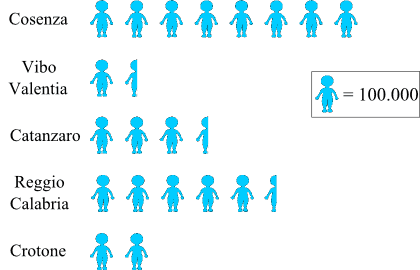 Cosenza
Vibo
Valentia
= 100.000
Catanzaro
Reggio
Calabria
Crotone